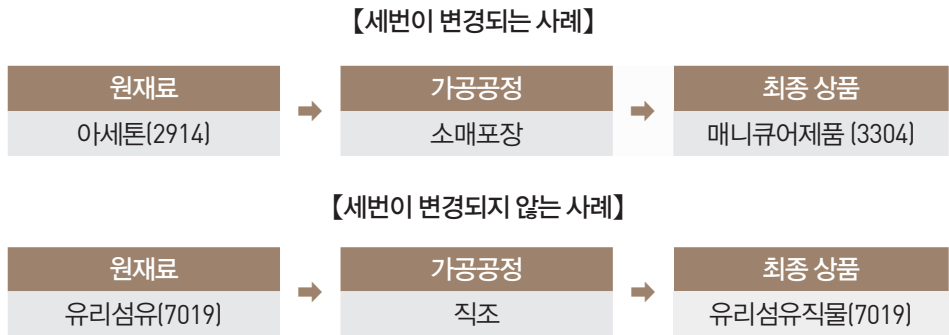 【세번이 변경되는 사례】
원재료 ➡ 가공공정 ➡ 최종 상품
아세톤(2914) 소매포장 매니큐어제품 (3304)
【세번이 변경되지 않는 사례】
원재료 ➡ 가공공정 ➡ 최종 상품
유리섬유(7019) 직조 유리섬유직물(7019)